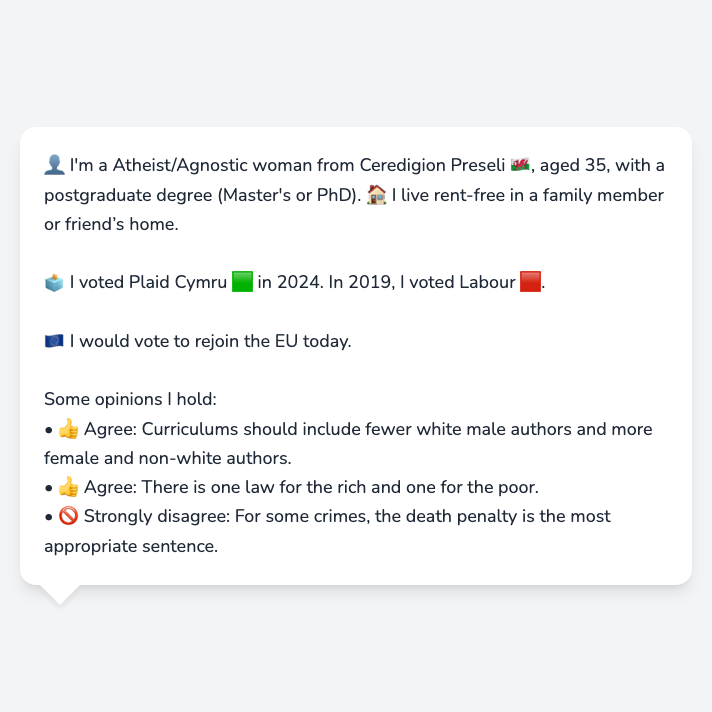 👤 I'm a Atheist/Agnostic woman from Ceredigion Preseli 🏴󠁧󠁢󠁷󠁬󠁳󠁿, aged 35, with a
postgraduate degree (Master's or PhD). 🏠 I live rent-free in a family member
or friend’s home.
🗳️ I voted Plaid Cymru 🟩 in 2024. In 2019, I voted Labour 🟥.
🇪🇺 I would vote to rejoin the EU today.
Some opinions I hold:
• 👍 Agree: Curriculums should include fewer white male authors and more
female and non-white authors.
• 👍 Agree: There is one law for the rich and one for the poor.
• 🚫 Strongly disagree: For some crimes, the death penalty is the most
appropriate sentence.